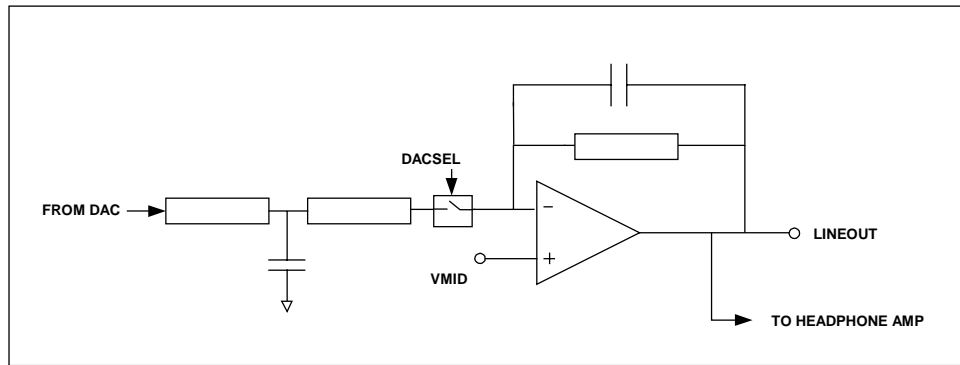 DACSEL
FROM DAC
−
LINEOUT
+
VMID
TO HEADPHONE AMP